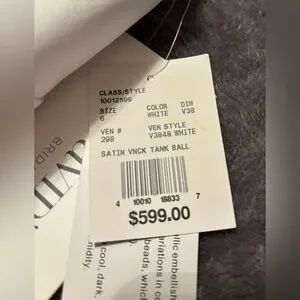 CLASS/STYLE
10012599
SIZE COLOR DIM
6 WHITE V38
VEN # VEN STYLE
298 V3848 WHITE
SATIN VNCK TANK BALL
4 10010 18833 7
$599.00
BRID
cool, dark,
beads, which